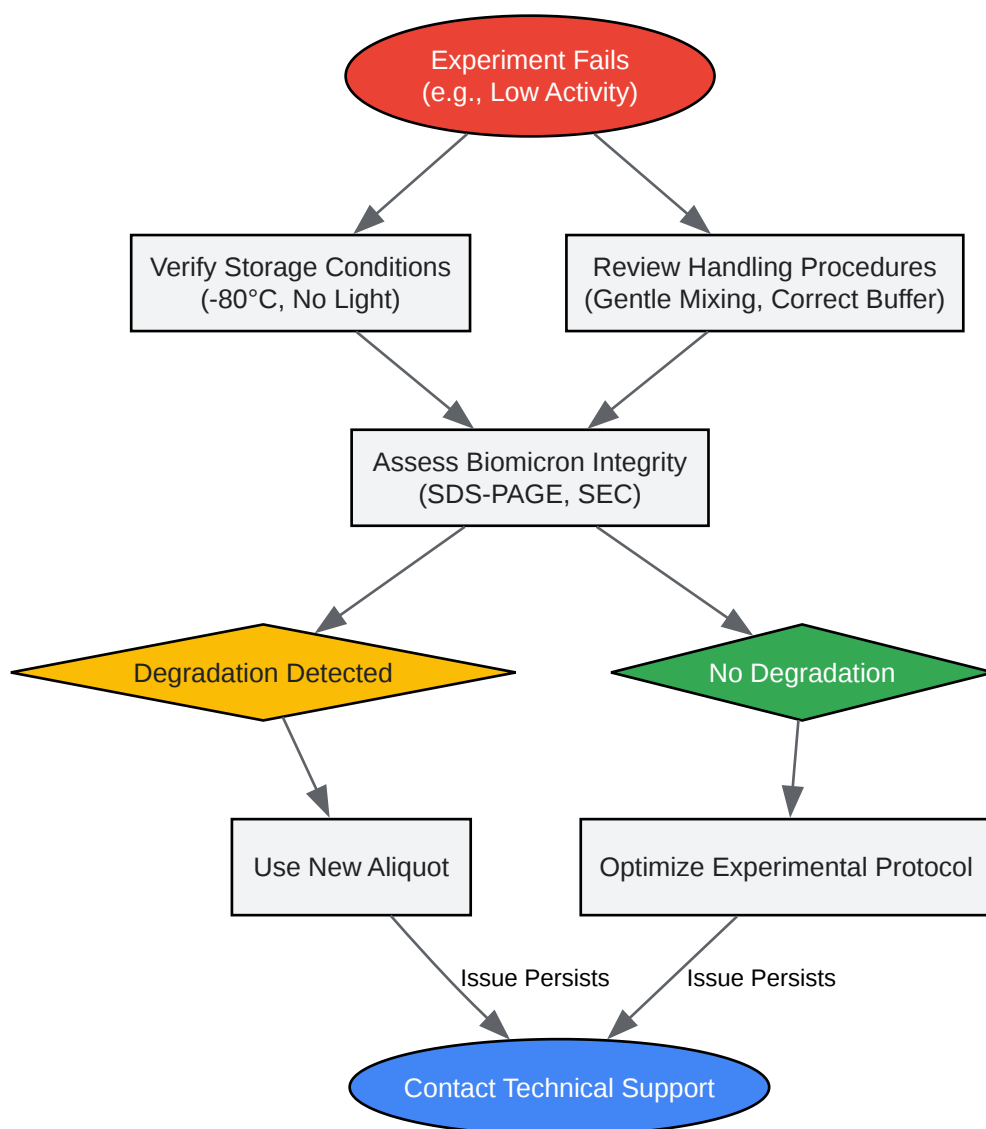 Experiment Fails
(e.g., Low Activity)
Verify Storage Conditions
(-80°C, No Light)
Review Handling Procedures
(Gentle Mixing, Correct Buffer)
Assess Biomicron Integrity
(SDS-PAGE, SEC)
Degradation Detected
No Degradation
Use New Aliquot
Optimize Experimental Protocol
Issue Persists
Issue Persists
Contact Technical Support